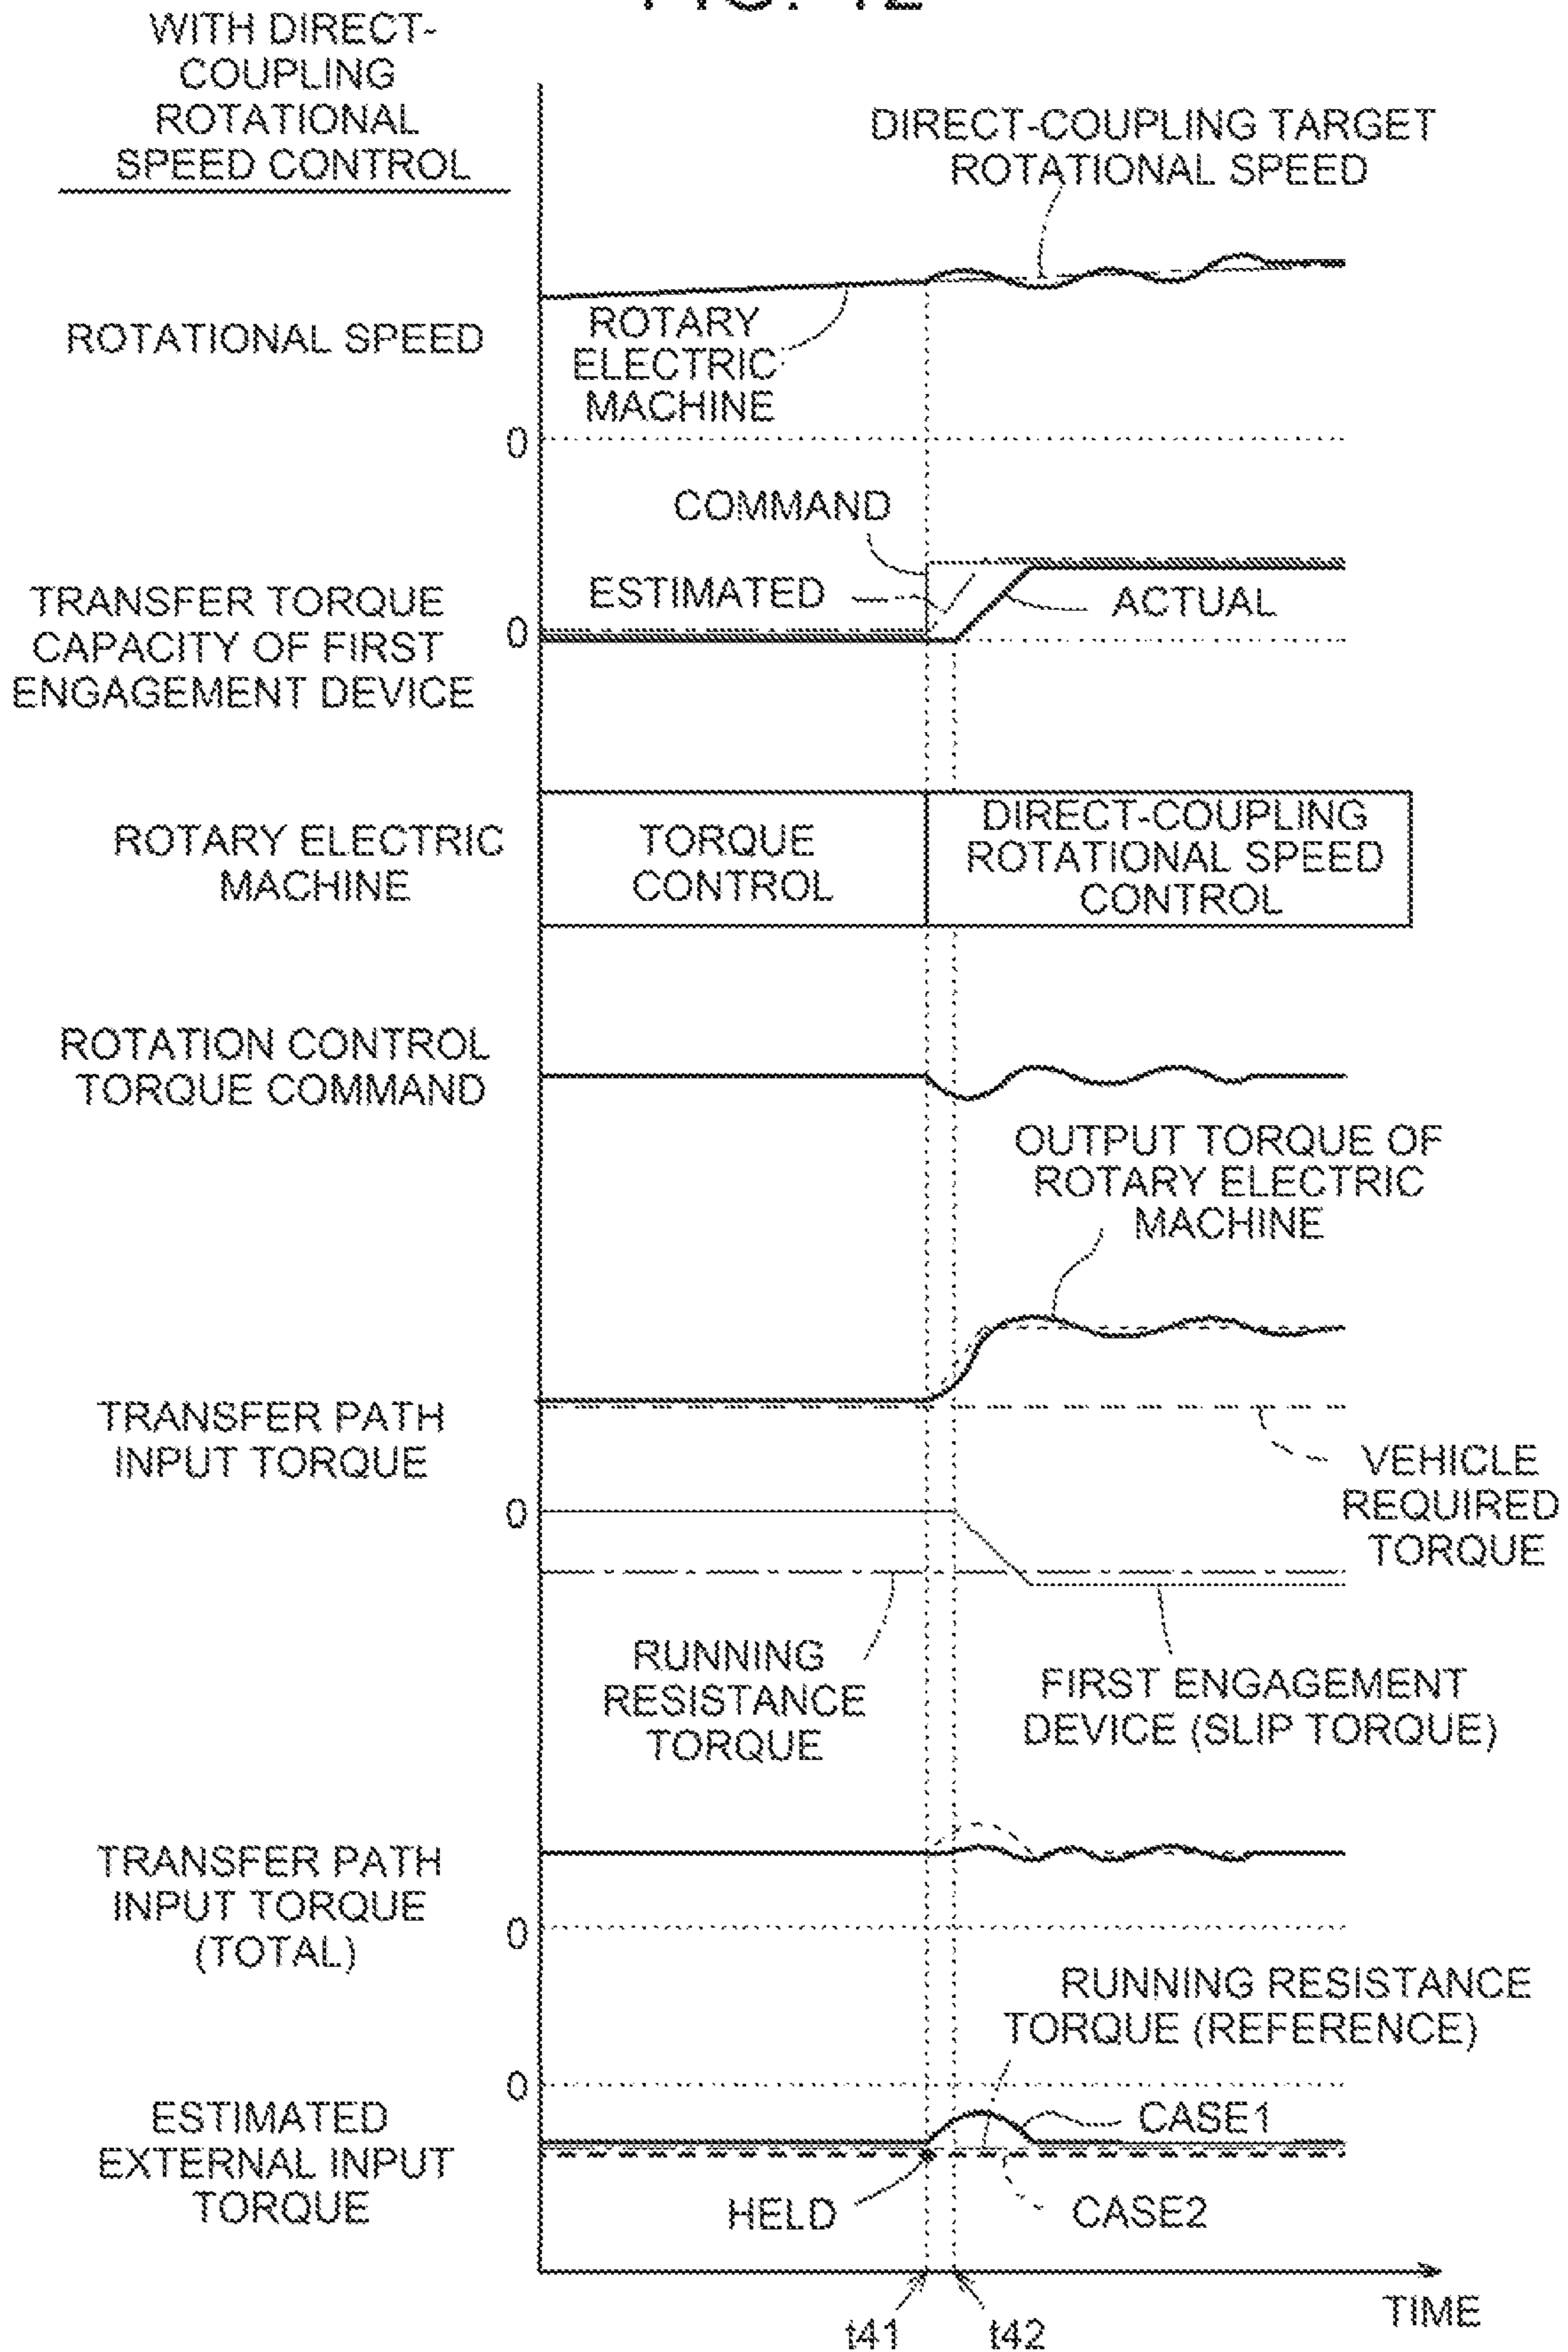 FIG. 12
WITH DIRECT-
COUPLING
ROTATIONAL
SPEED CONTROL
DIRECT-COUPLING TARGET
ROTATIONAL SPEED
ROTATIONAL SPEED
ROTARY
ELECTRIC
MACHINE
0
COMMAND
ESTIMATED
ACTUAL
TRANSFER TORQUE
CAPACITY OF FIRST
ENGAGEMENT DEVICE
0
ROTARY ELECTRIC
MACHINE
TORQUE
CONTROL
DIRECT-COUPLING
ROTATIONAL SPEED
CONTROL
ROTATION CONTROL
TORQUE COMMAND
OUTPUT TORQUE OF
ROTARY ELECTRIC
MACHINE
TRANSFER PATH
INPUT TORQUE
VEHICLE
REQUIRED
TORQUE
0
RUNNING
RESISTANCE
TORQUE
FIRST ENGAGEMENT
DEVICE (SLIP TORQUE)
TRANSFER PATH
INPUT TORQUE
(TOTAL)
0
RUNNING RESISTANCE
TORQUE (REFERENCE)
0
ESTIMATED
EXTERNAL INPUT
TORQUE
CASE1
HELD
CASE2
TIME
t41
t42